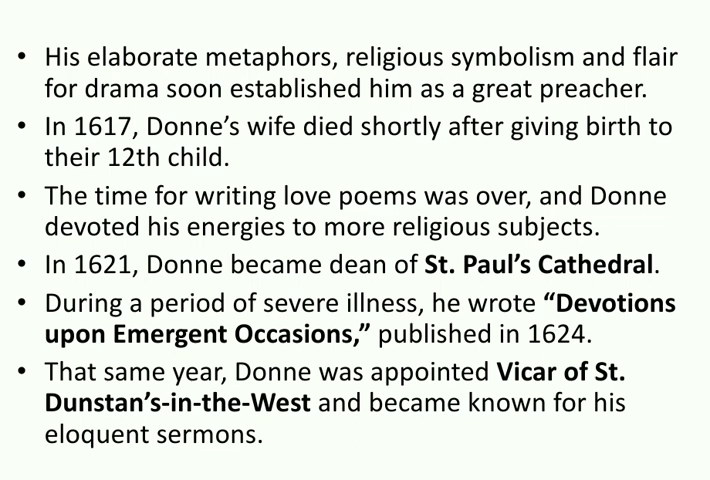 • His elaborate metaphors, religious symbolism and flair
for drama soon established him as a great preacher.
• In 1617, Donne’s wife died shortly after giving birth to
their 12th child.
• The time for writing love poems was over, and Donne
devoted his energies to more religious subjects.
• In 1621, Donne became dean of St. Paul’s Cathedral.
• During a period of severe illness, he wrote “Devotions
upon Emergent Occasions,” published in 1624.
• That same year, Donne was appointed Vicar of St.
Dunstan’s-in-the-West and became known for his
eloquent sermons.